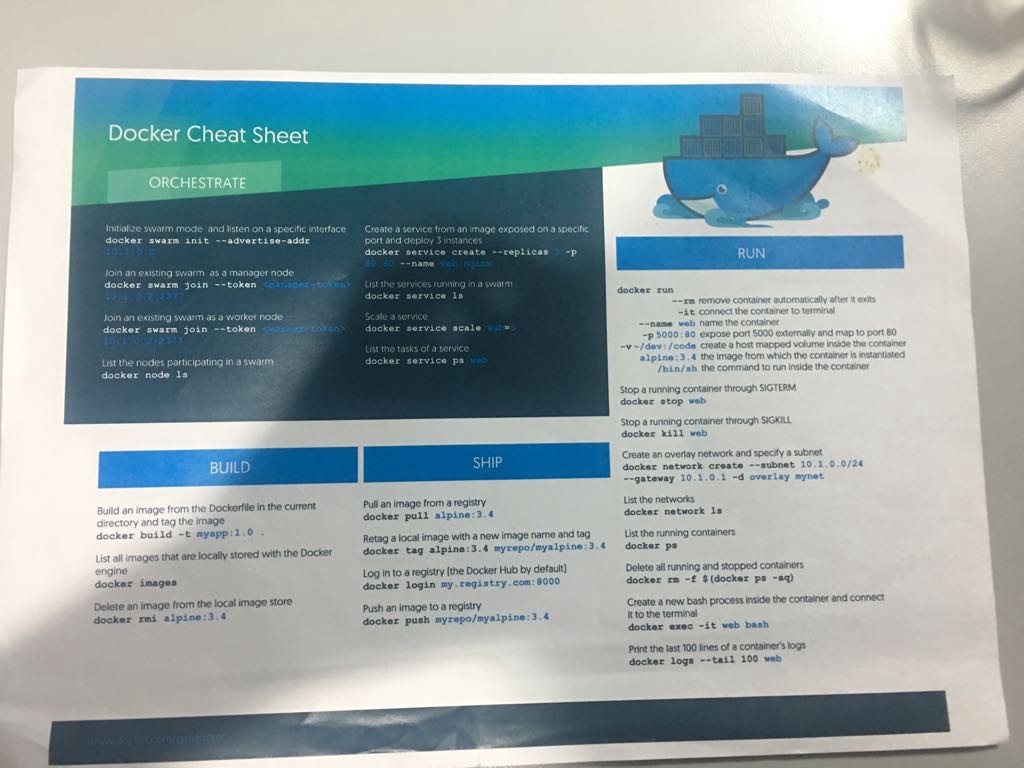 Docker Cheat Sheet
ORCHESTRATE
Initialize swarm mode and listen on a specific interface
docker swarm init --advertise-addr
10.1.0.2
Join an existing swarm as a manager node
docker swarm join --token <manager-token>
10.1.0.2:2377
Join an existing swarm as a worker node
docker swarm join --token <worker-token>
10.1.0.2:2377
List the nodes participating in a swarm
docker node ls
Create a service from an image exposed on a specific
port and deploy 3 instances
docker service create --replicas 3 -p
80:80 --name web nginx
List the services running in a swarm
docker service ls
Scale a service
docker service scale web=5
List the tasks of a service
docker service ps web
BUILD
Build an image from the Dockerfile in the current
directory and tag the image
docker build -t myapp:1.0 .
List all images that are locally stored with the Docker
engine
docker images
Delete an image from the local image store
docker rmi alpine:3.4
SHIP
Pull an image from a registry
docker pull alpine:3.4
Retag a local image with a new image name and tag
docker tag alpine:3.4 myrepo/myalpine:3.4
Log in to a registry (the Docker Hub by default)
docker login my.registry.com:8000
Push an image to a registry
docker push myrepo/myalpine:3.4
RUN
docker run
--rm remove container automatically after it exits
-it connect the container to terminal
--name web name the container
-p 5000:80 expose port 5000 externally and map to port 80
-v ~/dev:/code create a host mapped volume inside the container
alpine:3.4 the image from which the container is instantiated
/bin/sh the command to run inside the container
Stop a running container through SIGTERM
docker stop web
Stop a running container through SIGKILL
docker kill web
Create an overlay network and specify a subnet
docker network create --subnet 10.1.0.0/24
--gateway 10.1.0.1 -d overlay mynet
List the networks
docker network ls
List the running containers
docker ps
Delete all running and stopped containers
docker rm -f $(docker ps -aq)
Create a new bash process inside the container and connect
it to the terminal
docker exec -it web bash
Print the last 100 lines of a container's logs
docker logs --tail 100 web
www.docker.com/getdocker